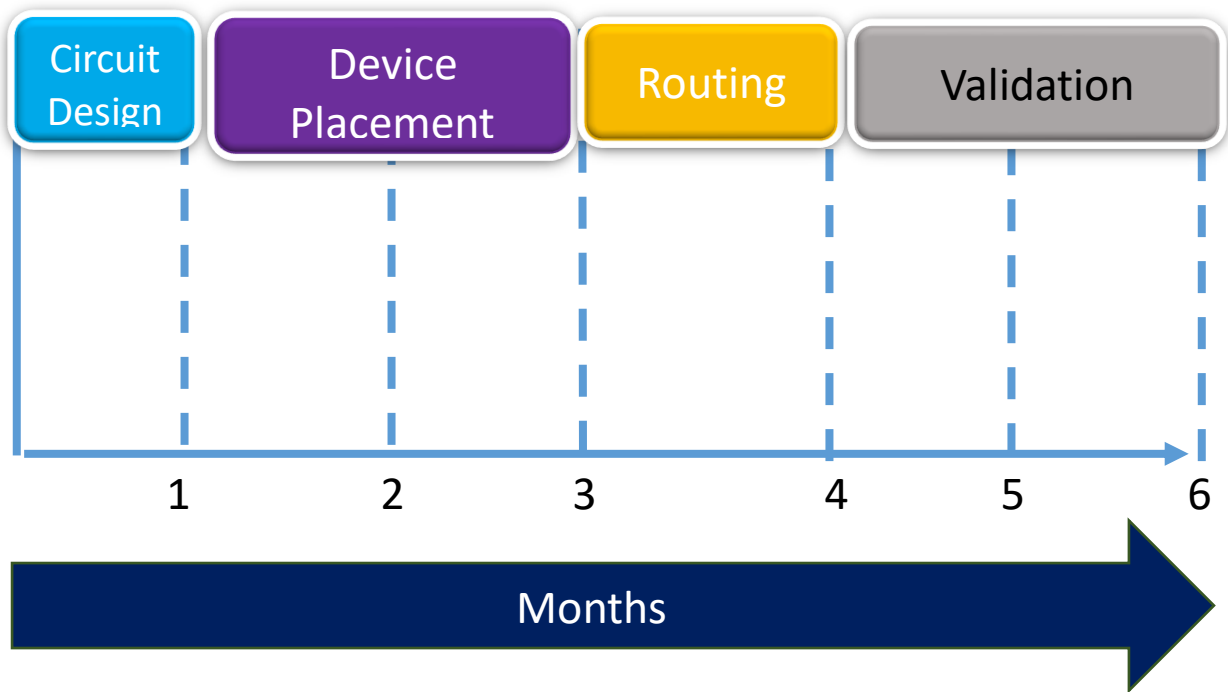 Circuit
Design
Device
Placement
Routing
Validation
1 2 3 4 5 6
Months